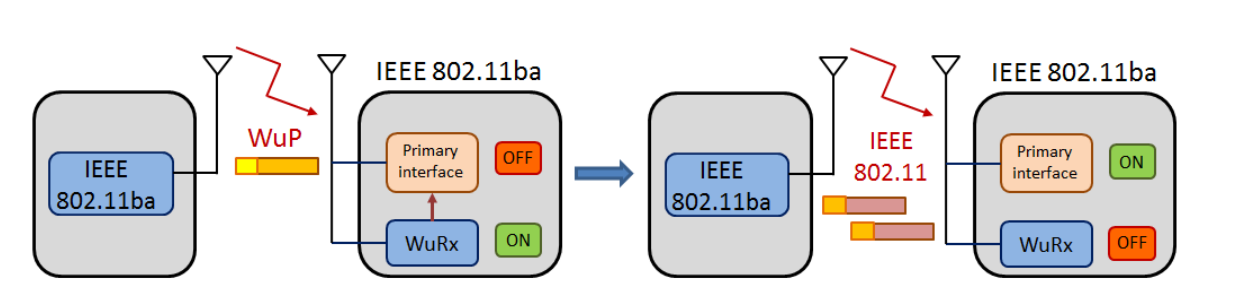 IEEE 802.11ba
WuP
IEEE
802.11ba
Primary
interface
OFF
WuRx
ON
IEEE 802.11ba
IEEE
802.11
IEEE
802.11ba
Primary
interface
ON
WuRx
OFF